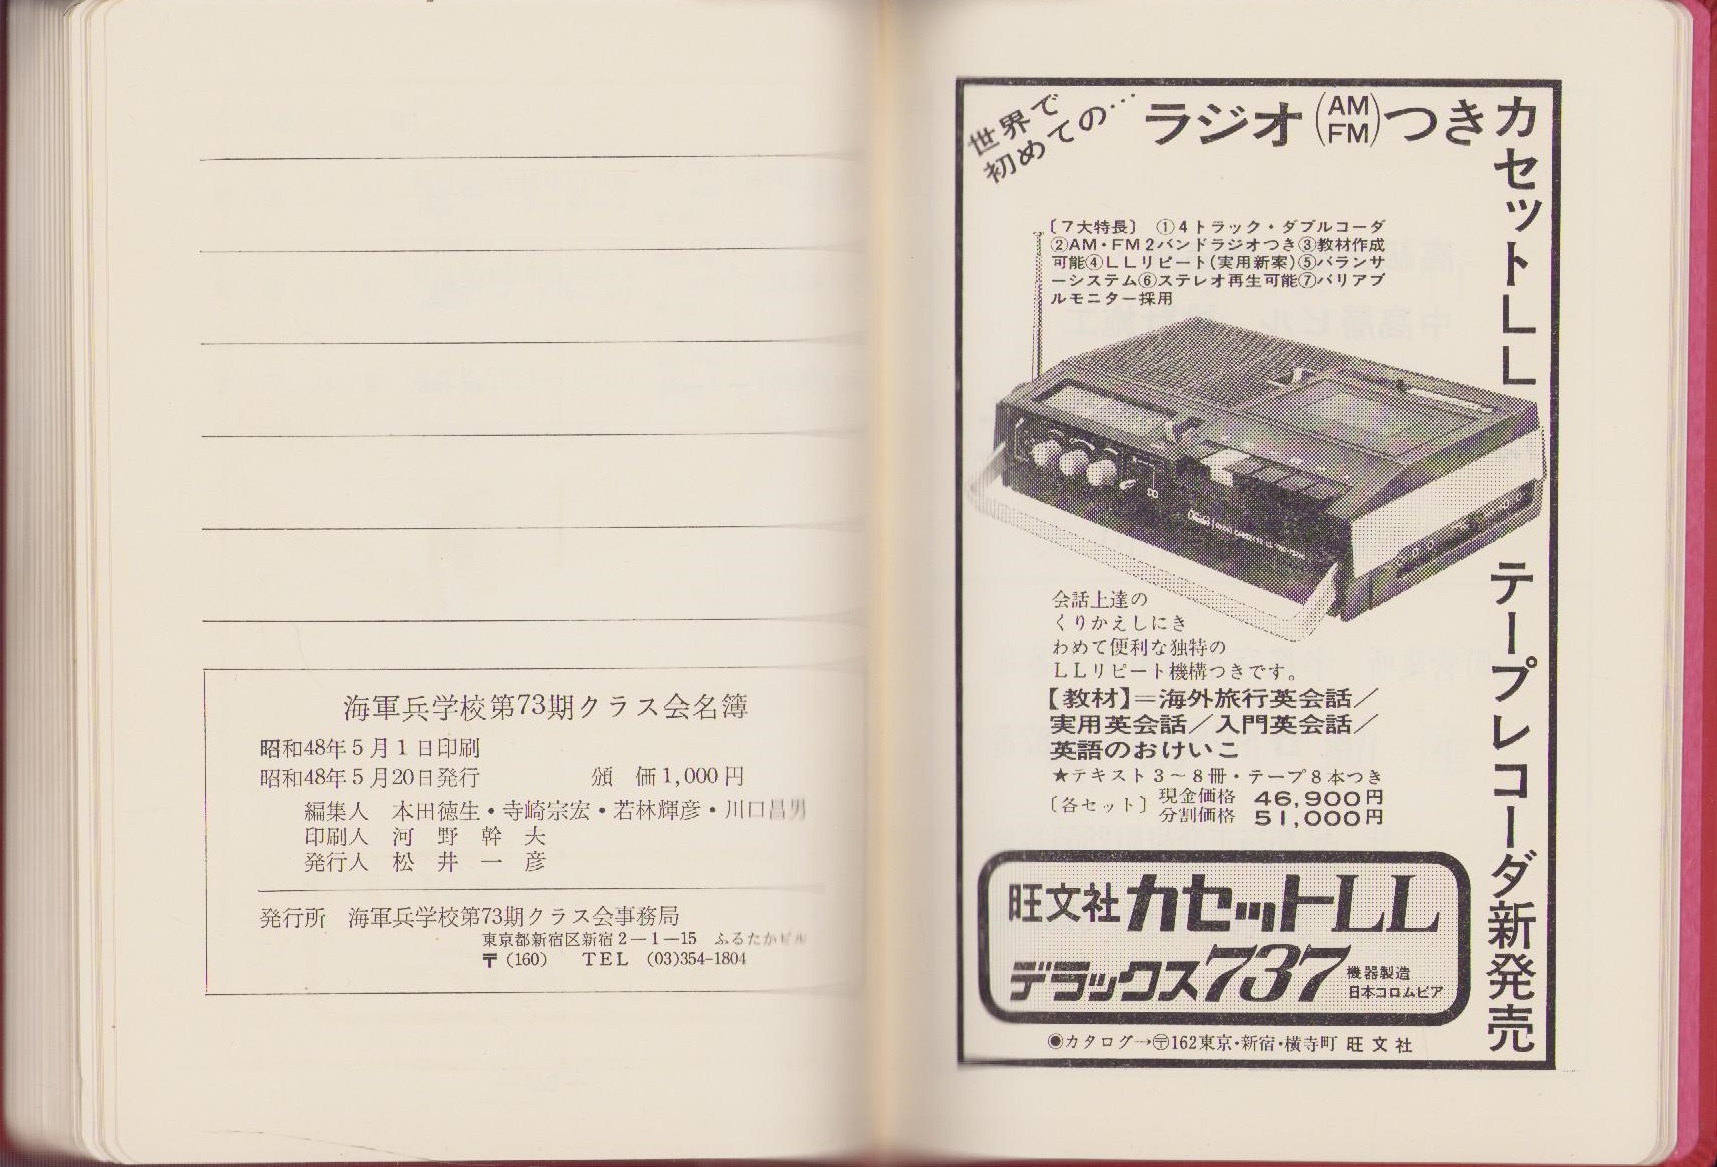 海軍兵学校第73期クラス会名簿
昭和48年5月1日印刷
昭和48年5月20日発行　頒　価1,000円
編集人　本田徳生・寺崎宗宏・若林輝彦・川口昌男
印刷人　河　野　幹　夫
発行人　松　井　一　彦
発行所　海軍兵学校第73期クラス会事務局
東京都新宿区新宿2−1−15　ふるたかビル
〒(160)　TEL　(03)354-1804
世界で
初めての…
ラジオ(AM FM)つき
カセットLLテープレコーダ新発売
〔7大特長〕①4トラック・ダブルコーダ
②AM・FM2バンドラジオつき③教材作成
可能④LLリピート(実用新案)⑤バランサ
ーシステム⑥ステレオ再生可能⑦バリアブ
ルモニター採用
会話上達の
くりかえしにき
わめて便利な独特の
LLリピート機構つきです。
【教材】=海外旅行英会話／
実用英会話／入門英会話／
英語のおけいこ
★テキスト3〜8冊・テープ8本つき
〔各セット〕現金価格　46,900円
分割価格　51,000円
旺文社カセットLL
デラックス737
機器製造
日本コロムビア
◉カタログ→〶162東京・新宿・横寺町 旺文社